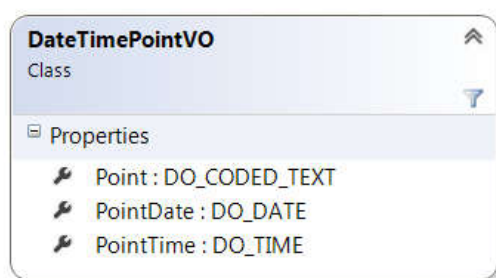 DateTimePointVO
Class
Properties
Point : DO_CODED_TEXT
PointDate : DO_DATE
PointTime : DO_TIME